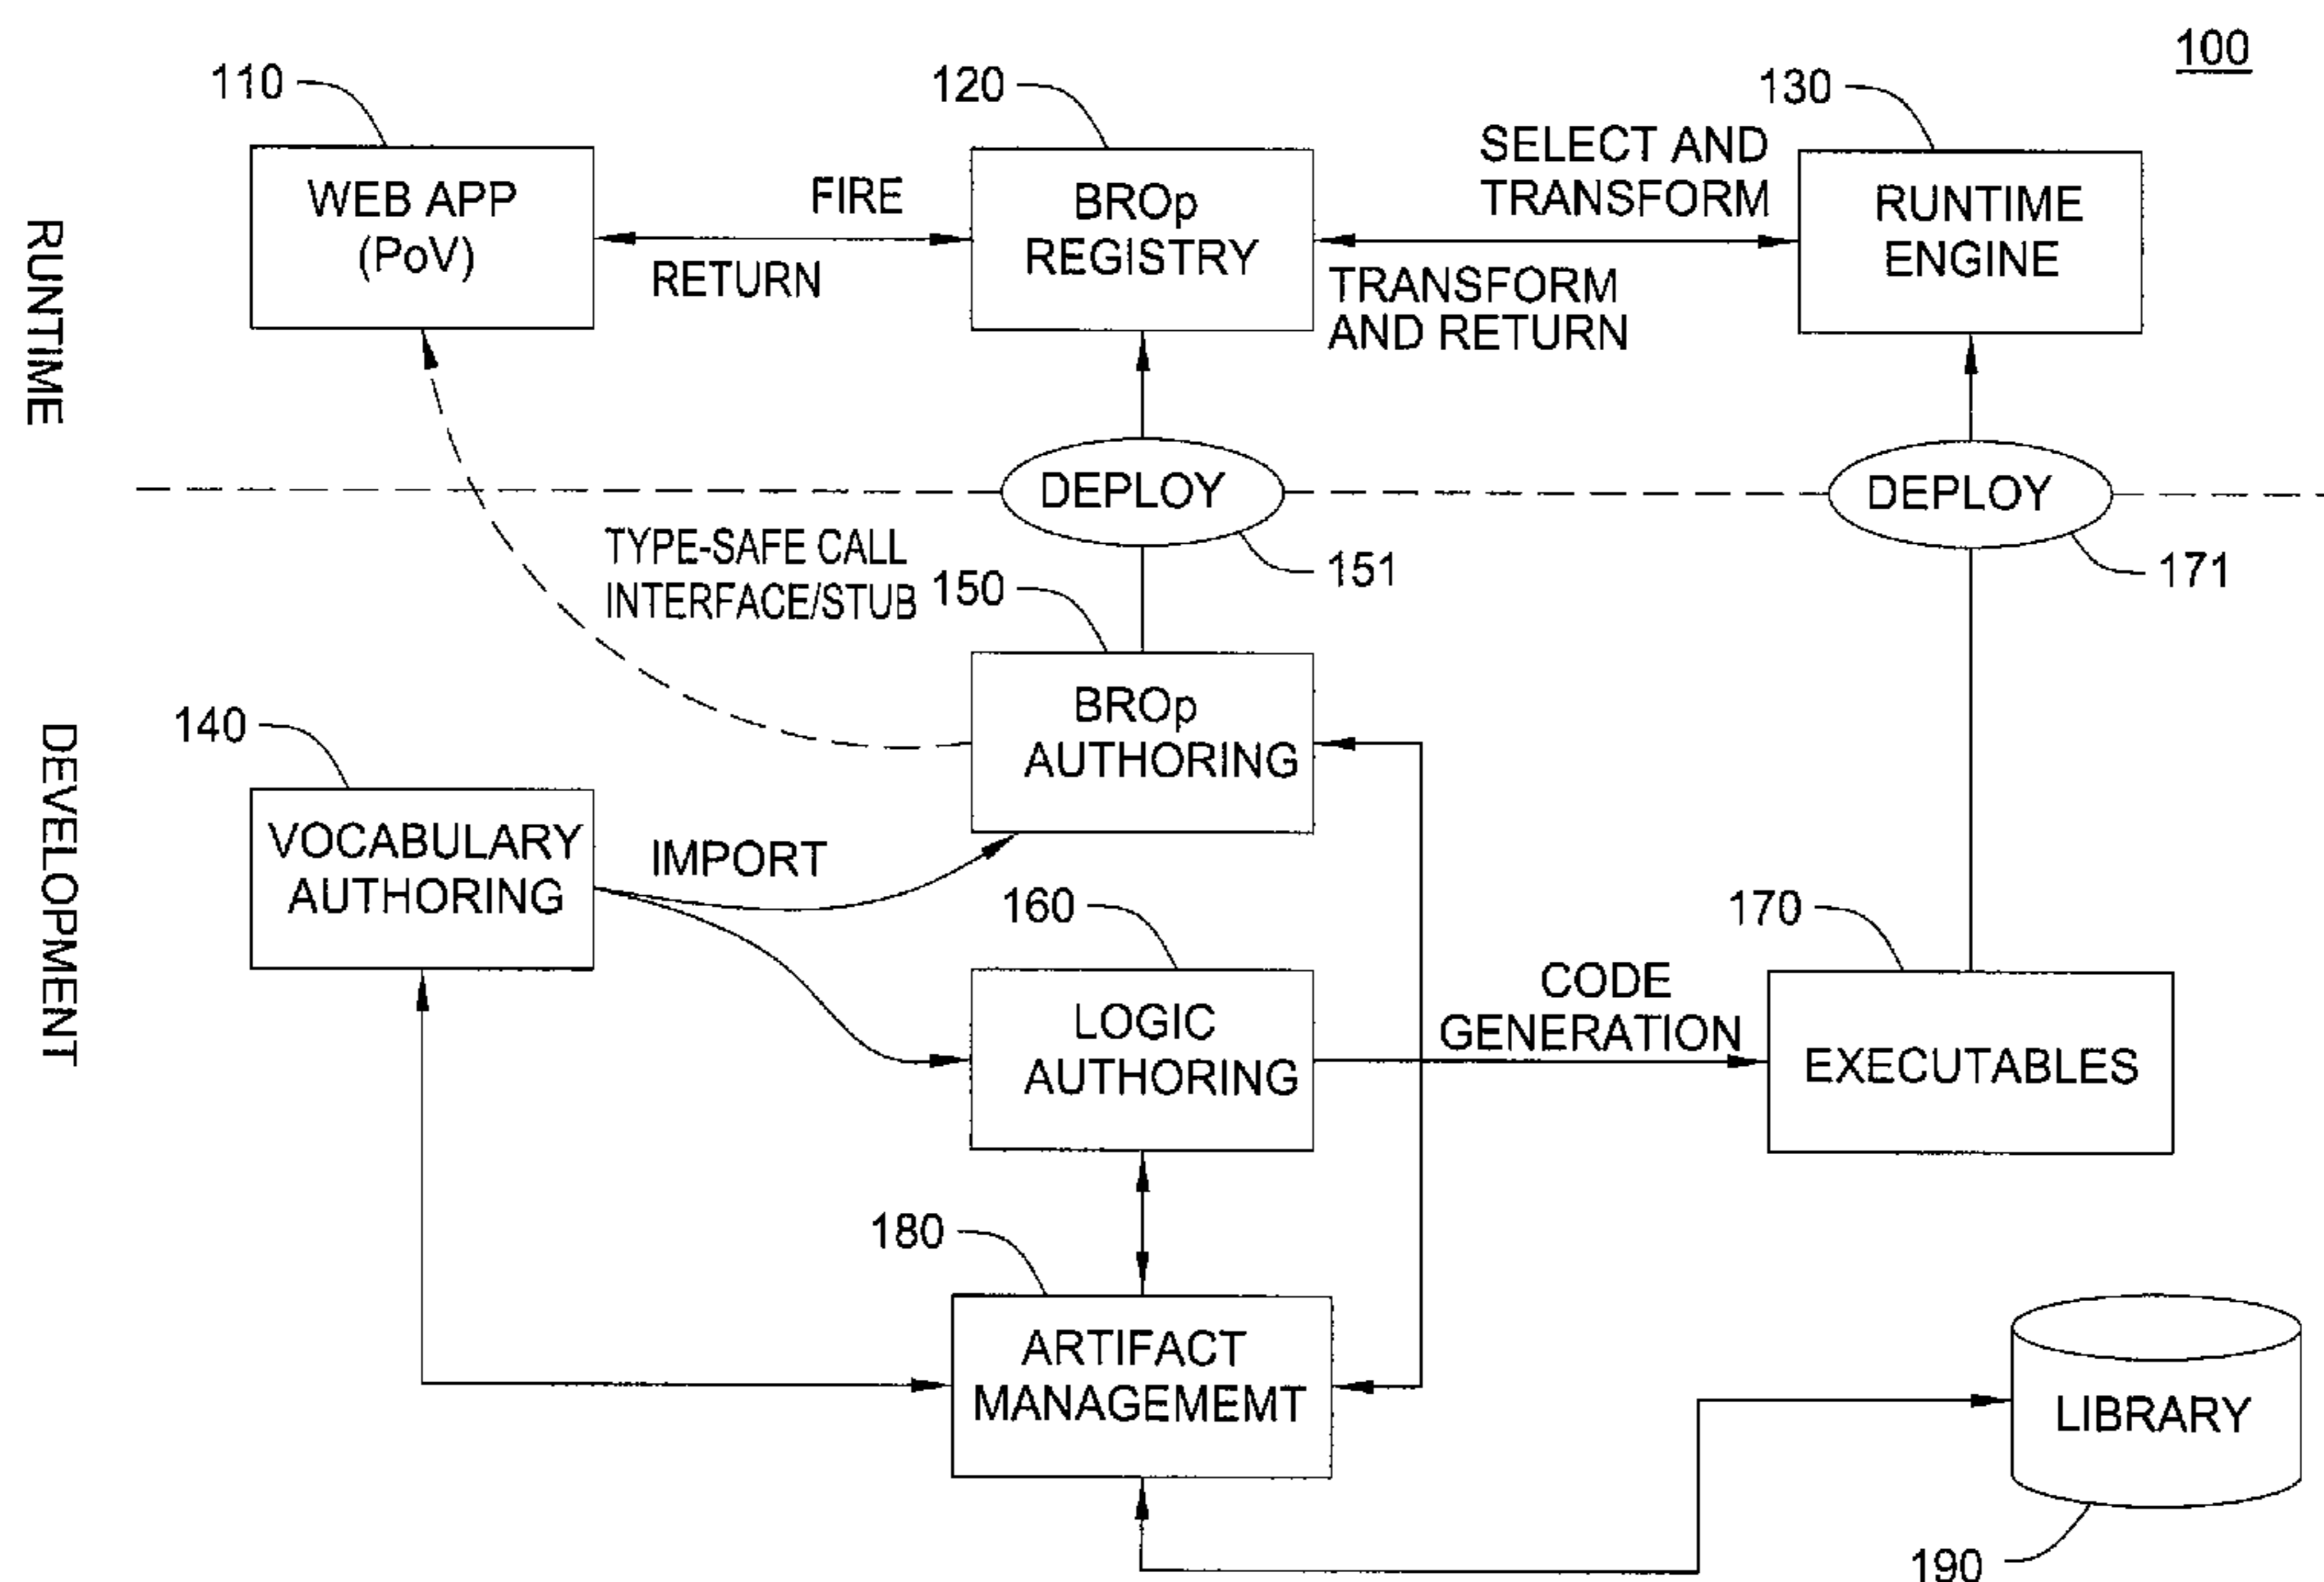 100
110
120
130
WEB APP
(PoV)
FIRE
RETURN
BROp
REGISTRY
SELECT AND
TRANSFORM
TRANSFORM
AND RETURN
RUNTIME
ENGINE
RUNTIME
DEPLOY
151
DEPLOY
171
TYPE-SAFE CALL
INTERFACE/STUB
150
BROp
AUTHORING
DEVELOPMENT
140
VOCABULARY
AUTHORING
IMPORT
160
LOGIC
AUTHORING
CODE
GENERATION
170
EXECUTABLES
180
ARTIFACT
MANAGEMEMT
LIBRARY
190